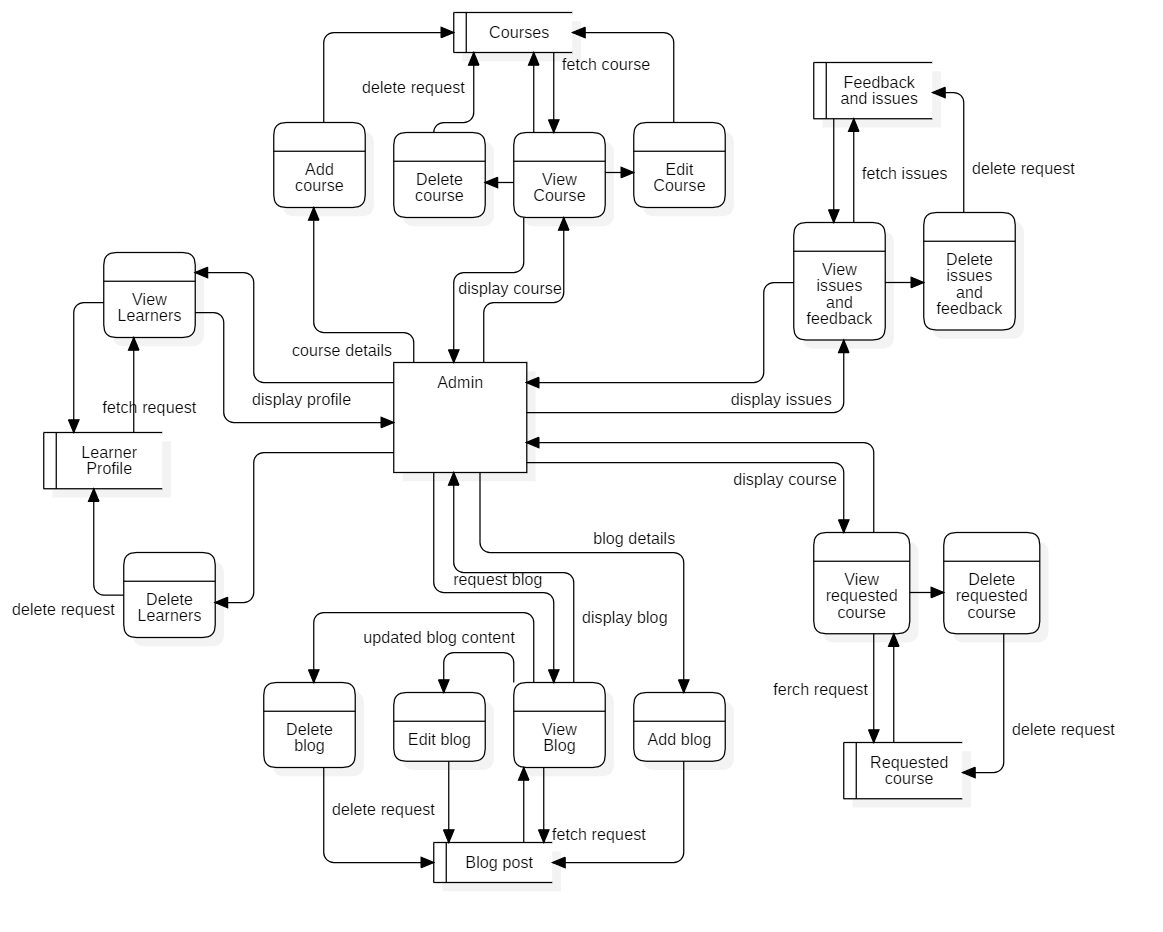 Courses
fetch course
delete request
Feedback
and issues
Add
course
Delete
course
View
Course
Edit
Course
fetch issues
delete request
View
issues
and
feedback
Delete
issues
and
feedback
View
Learners
display course
course details
Admin
display profile
display issues
fetch request
Learner
Profile
display course
blog details
View
requested
course
Delete
requested
course
request blog
Delete
Learners
delete request
display blog
updated blog content
Delete
blog
Edit blog
View
Blog
Add blog
ferch request
delete request
Requested
course
delete request
fetch request
Blog post